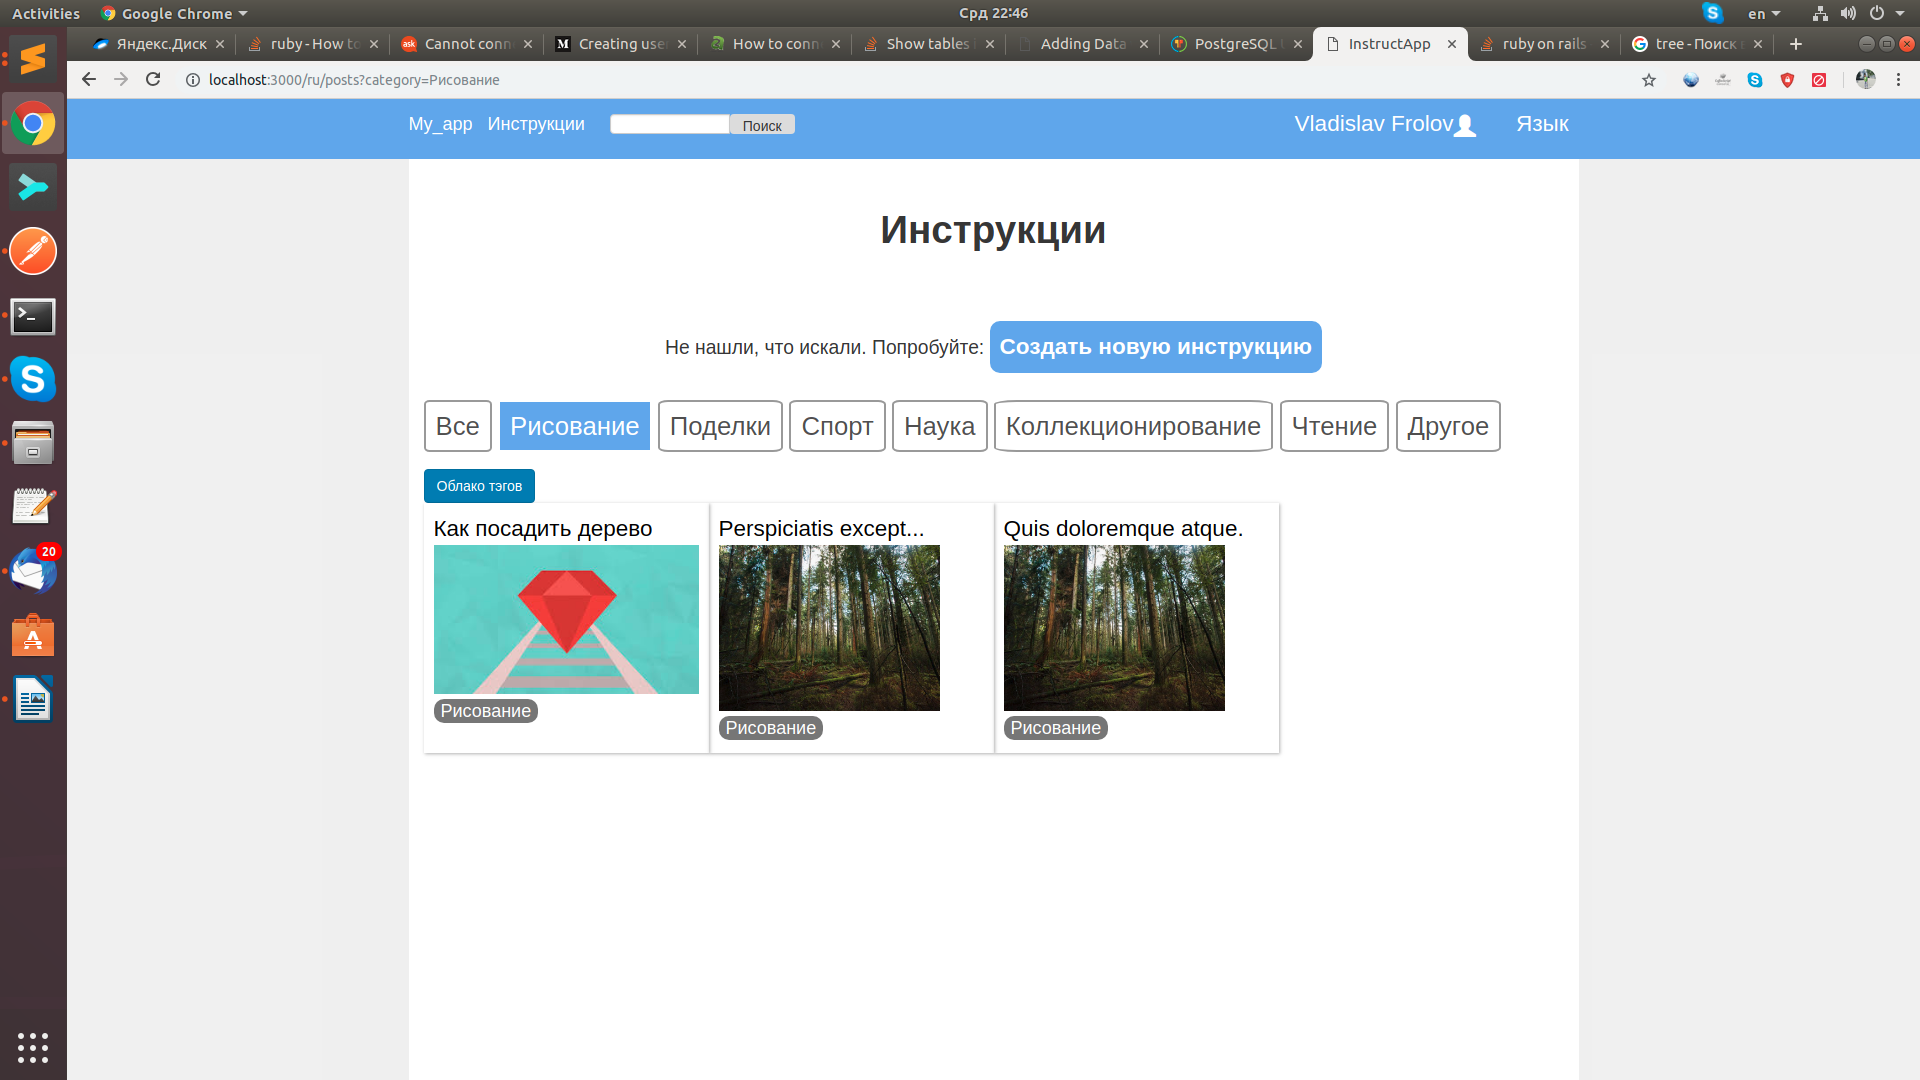 Activities Google Chrome Срд 22:46 en
Яндекс.Диск ruby - How to Cannot conn Creating use How to conn Show tables Adding Data PostgreSQL InstructApp ruby on rails tree - Поиск
localhost:3000/ru/posts?category=Рисование
My_app Инструкции Поиск Vladislav Frolov Язык
Инструкции
Не нашли, что искали. Попробуйте: Создать новую инструкцию
Все Рисование Поделки Спорт Наука Коллекционирование Чтение Другое
Облако тэгов
Как посадить дерево Perspiciatis except... Quis doloremque atque.
Рисование Рисование Рисование
20